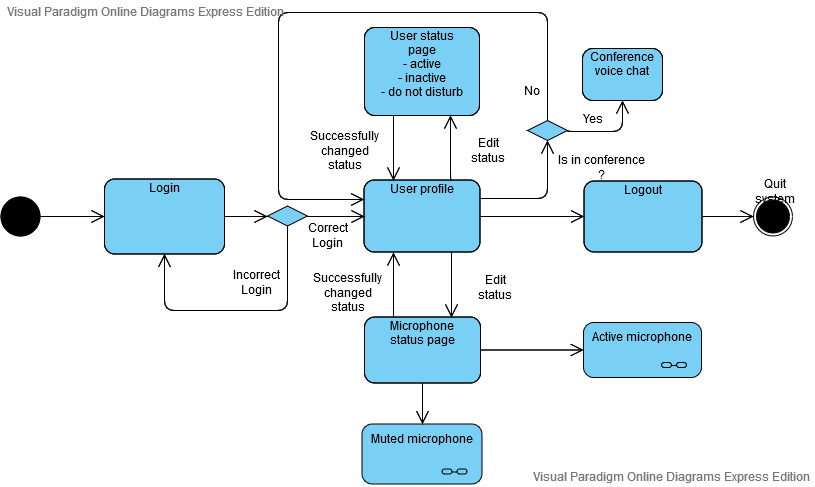 Visual Paradigm Online Diagrams Express Edition
User status
page
- active
- inactive
- do not disturb
No
Conference
voice chat
Yes
Successfully
changed
status
Edit
status
Is in conference
?
Login
User profile
Logout
Quit
system
Correct
Login
Incorrect
Login
Successfully
changed
status
Edit
status
Microphone
status page
Active microphone
Muted microphone
Visual Paradigm Online Diagrams Express Edition